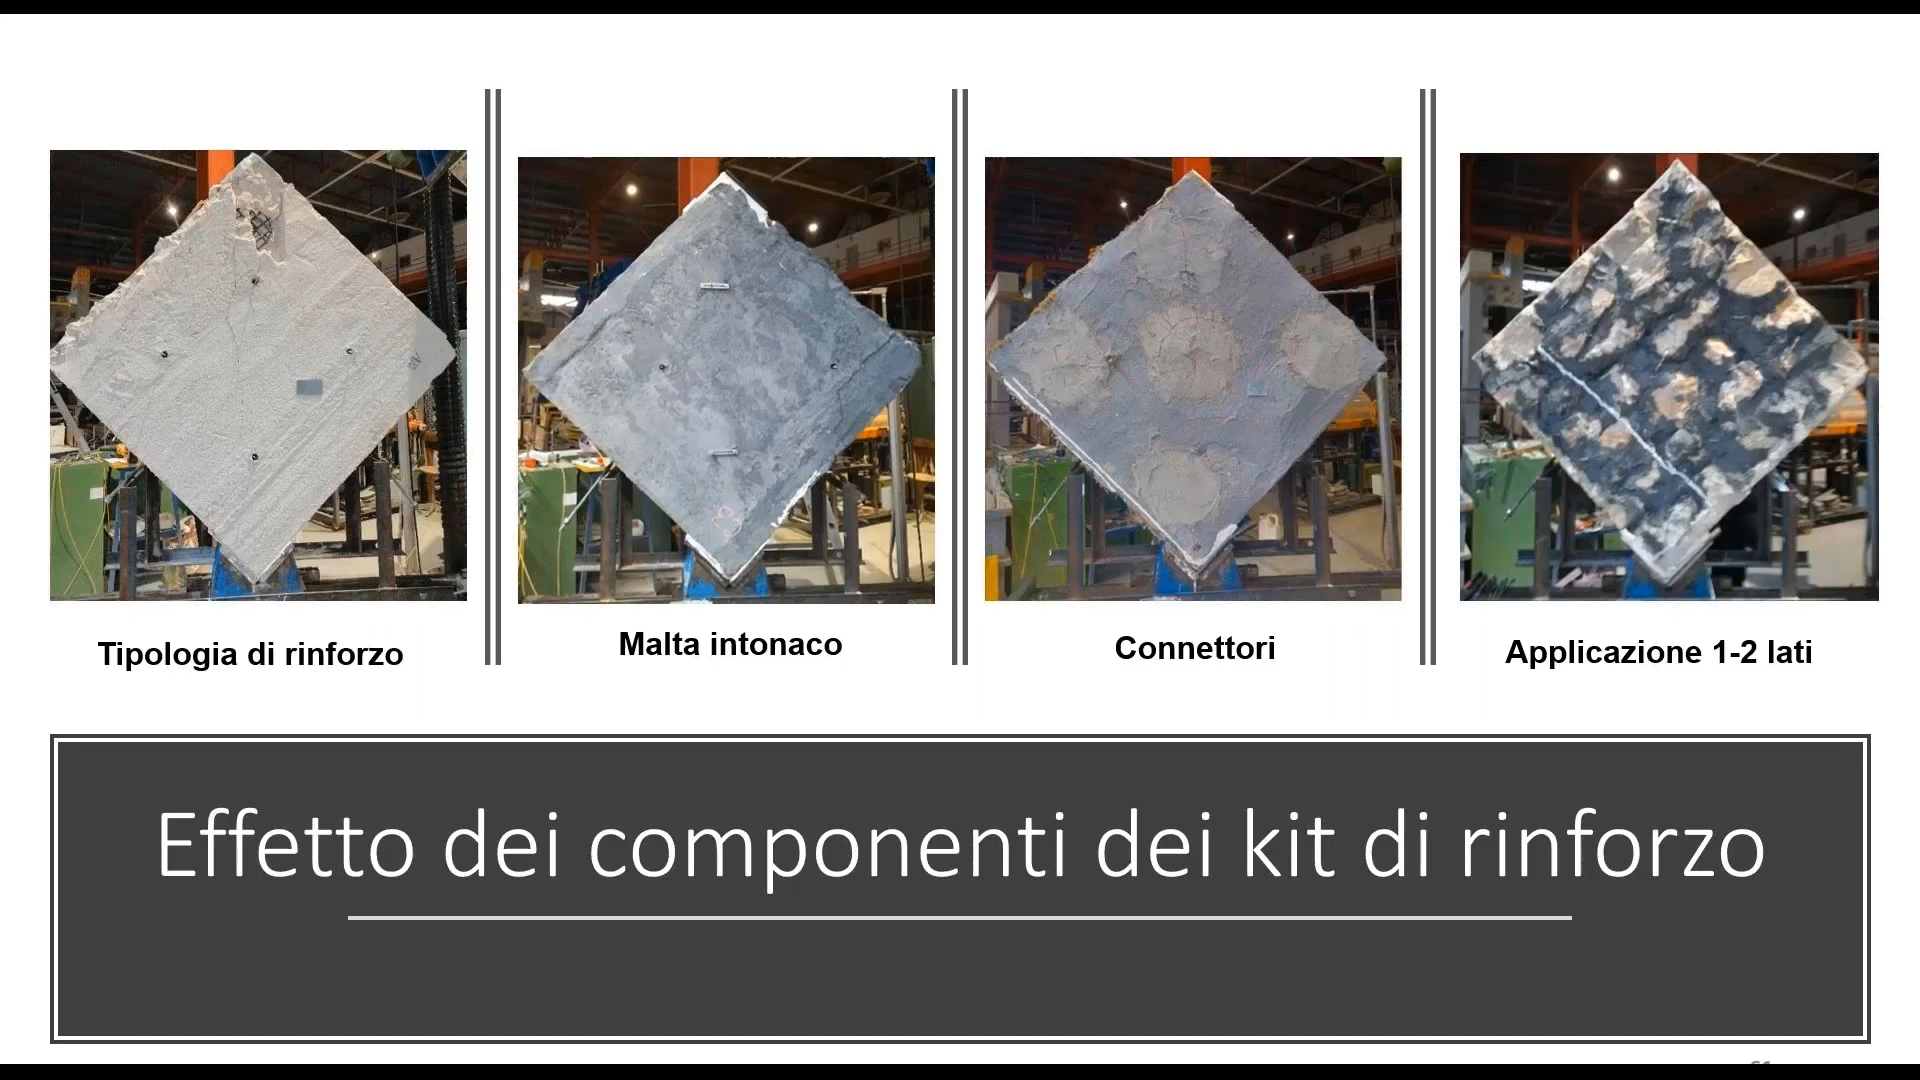 Tipologia di rinforzo
Malta intonaco
Connettori
Applicazione 1-2 lati
Effetto dei componenti dei kit di rinforzo